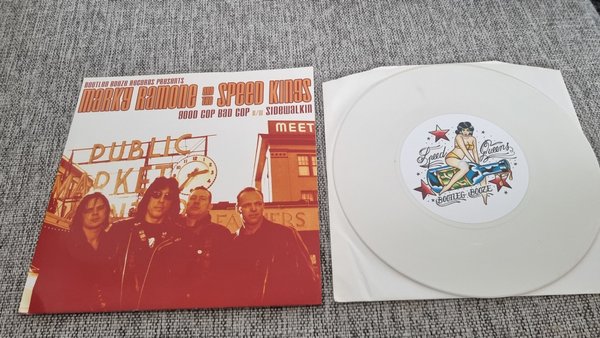 BOOTLEG BOOZE RECORDS PRESENTS
MARKY RAMONE AND THE SPEED KINGS
GOOD COP BAD COP B/W SIDEWALKIN
MEET
PUBLIC
MARKET
FARMERS
Speed Queens
BOOTLEG BOOZE